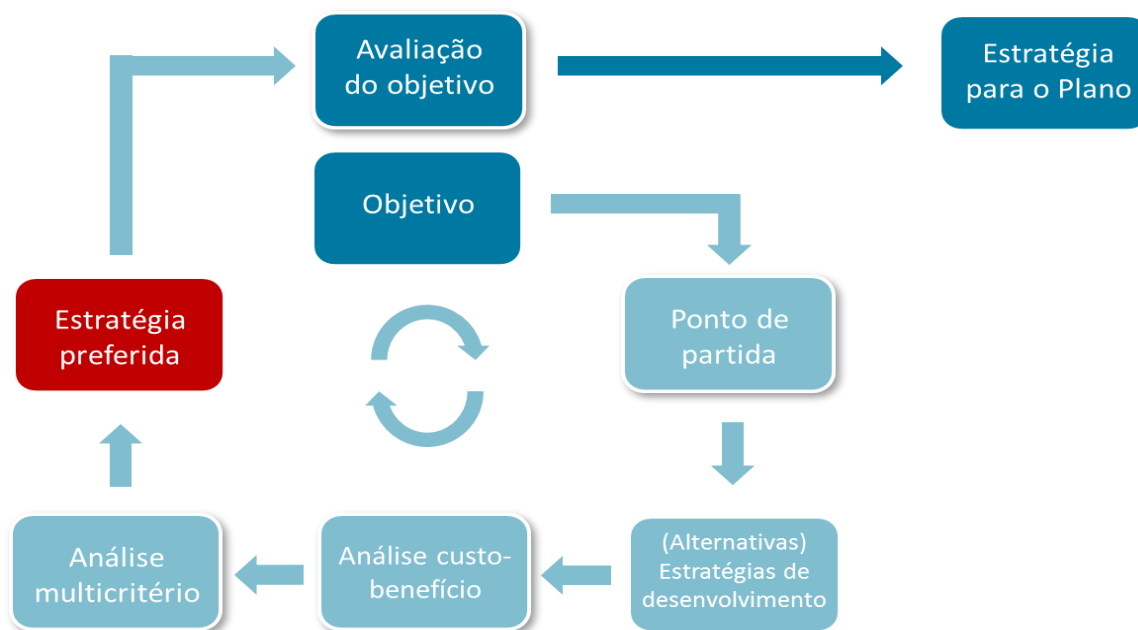 Avaliação
do objetivo
Estratégia
para o Plano
Objetivo
Estratégia
preferida
Ponto de
partida
Análise
multicritério
Análise custo-
benefício
(Alternativas)
Estratégias de
desenvolvimento